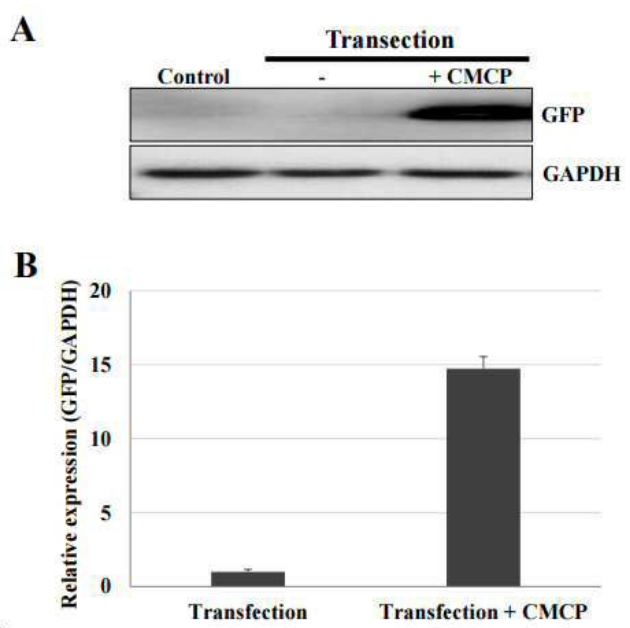 A
Transection
Control - + CMCP
GFP
GAPDH
B
Relative expression (GFP/GAPDH)
20
15
10
5
0
Transfection Transfection + CMCP